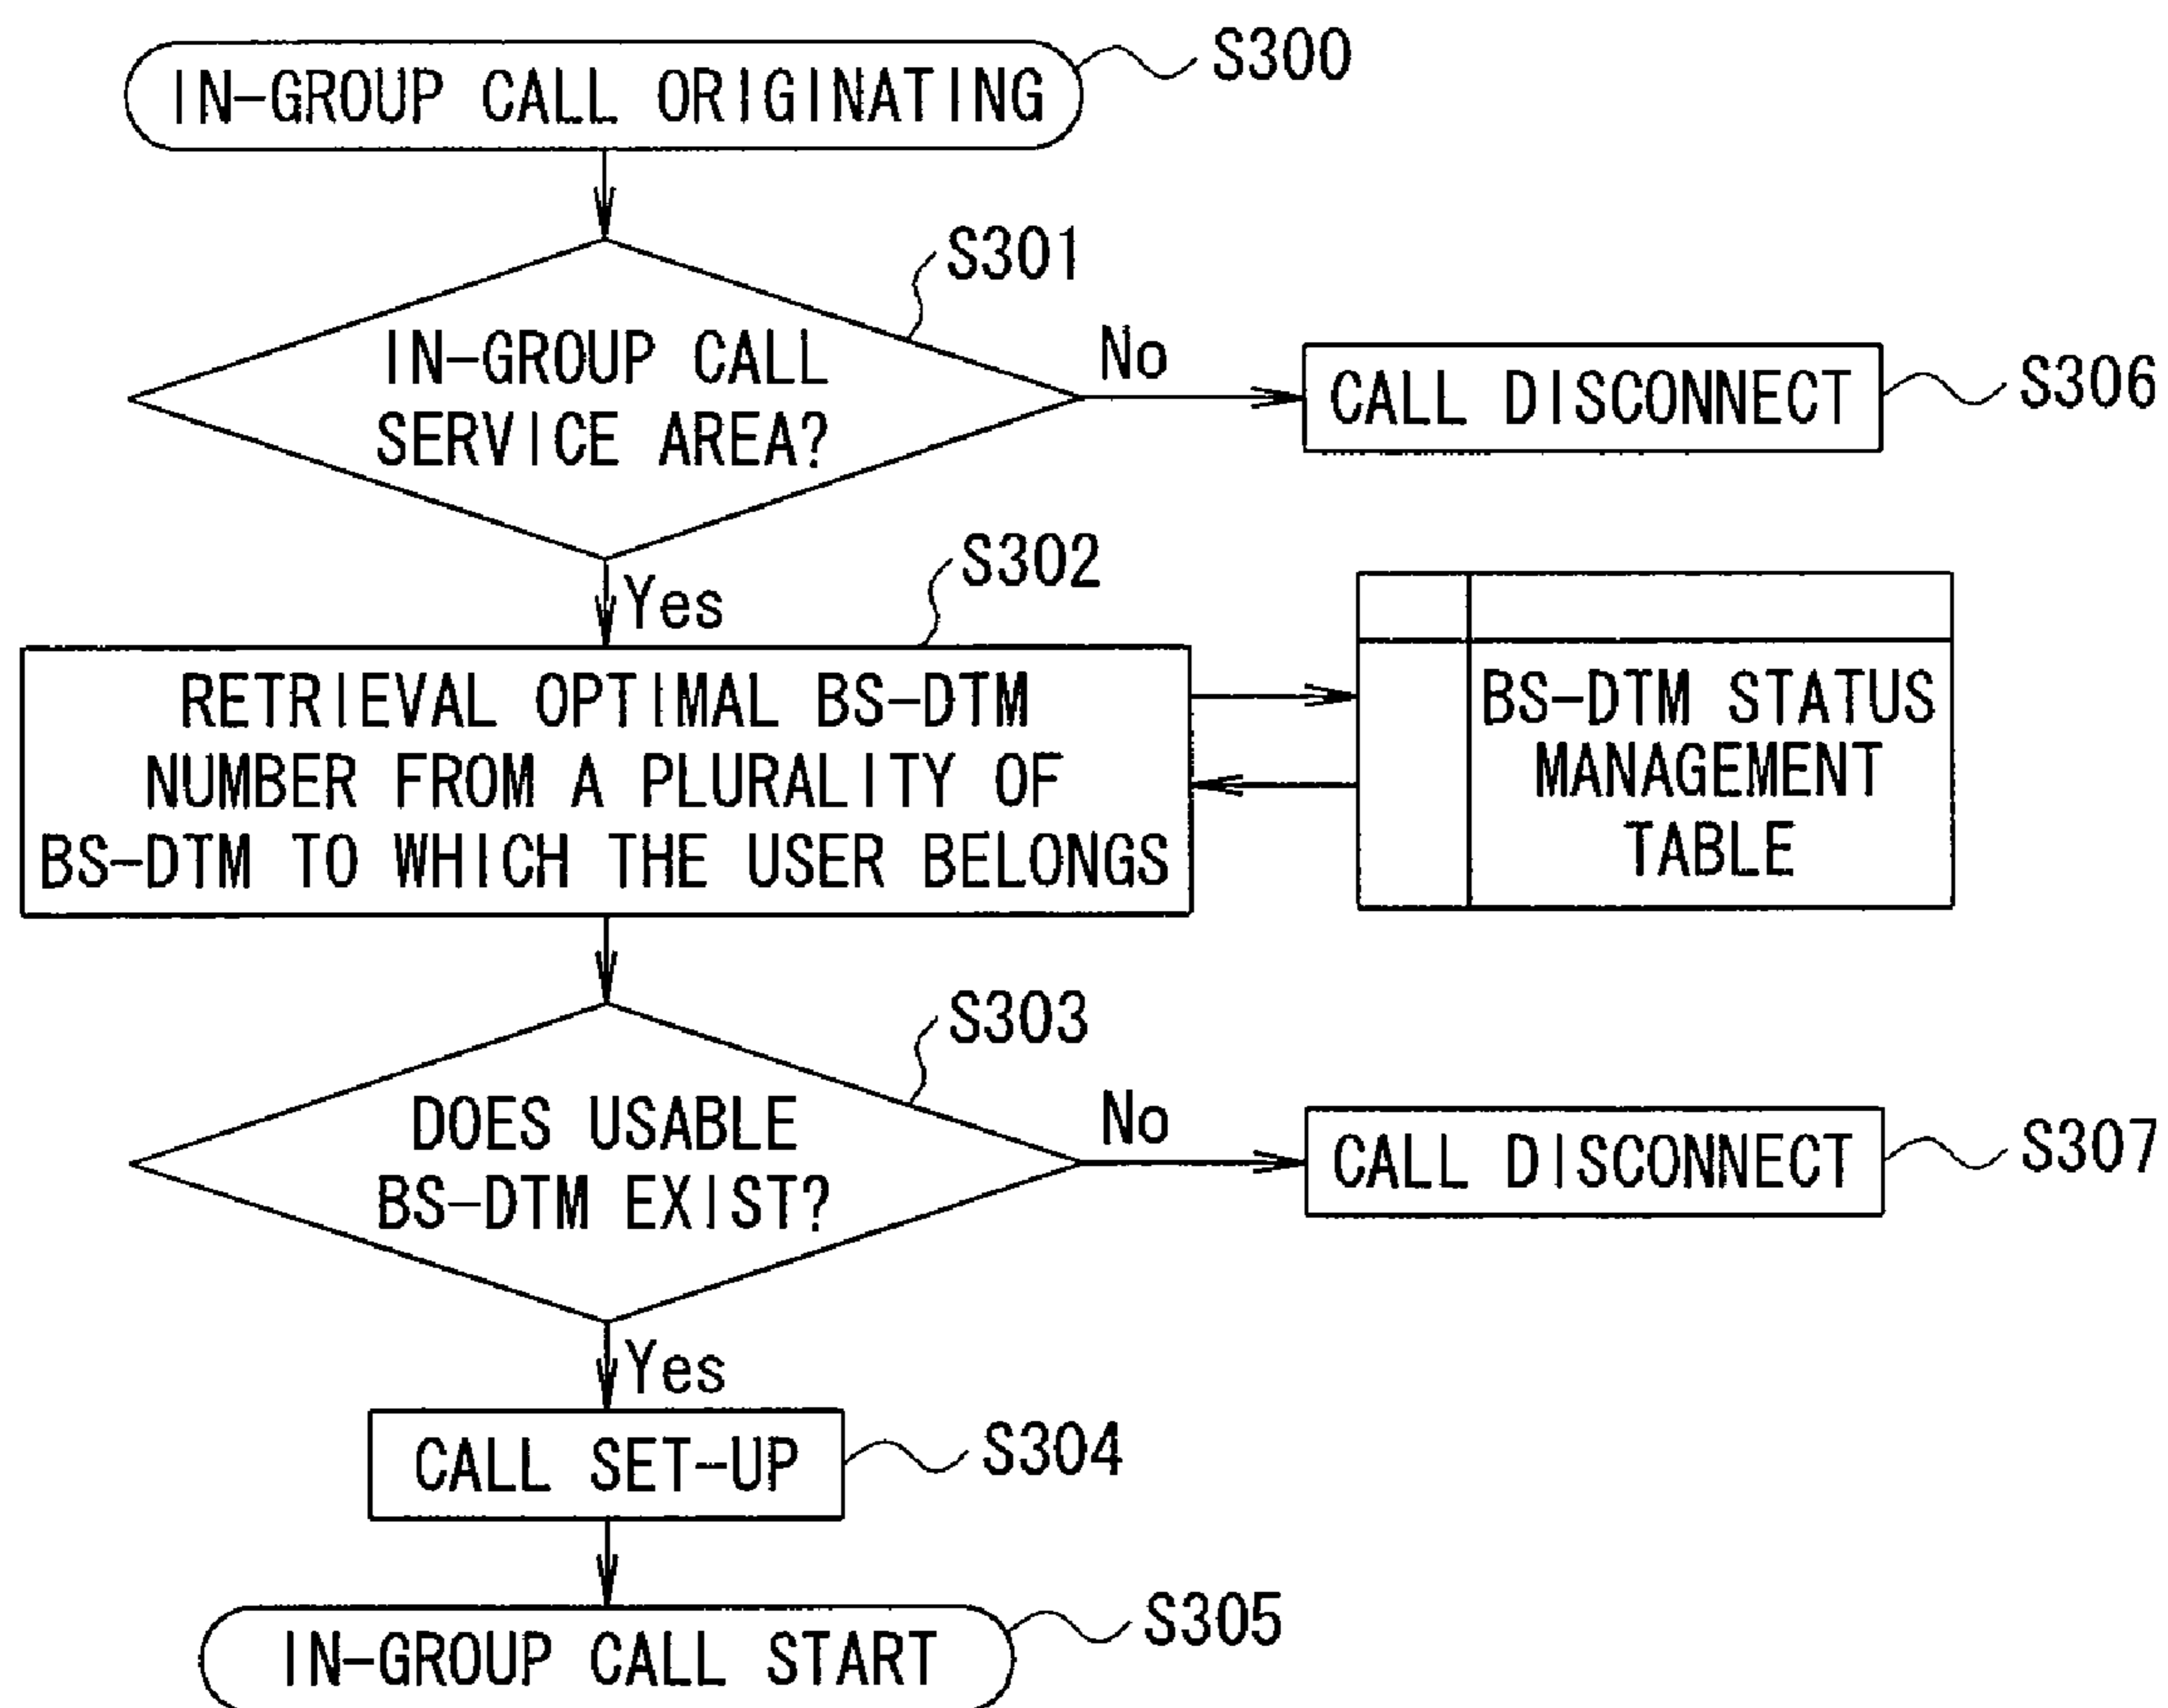 IN-GROUP CALL ORIGINATING
S300
S301
IN-GROUP CALL
SERVICE AREA?
No
CALL DISCONNECT
S306
Yes
S302
RETRIEVAL OPTIMAL BS-DTM
NUMBER FROM A PLURALITY OF
BS-DTM TO WHICH THE USER BELONGS
BS-DTM STATUS
MANAGEMENT
TABLE
S303
DOES USABLE
BS-DTM EXIST?
No
CALL DISCONNECT
S307
Yes
CALL SET-UP
S304
IN-GROUP CALL START
S305